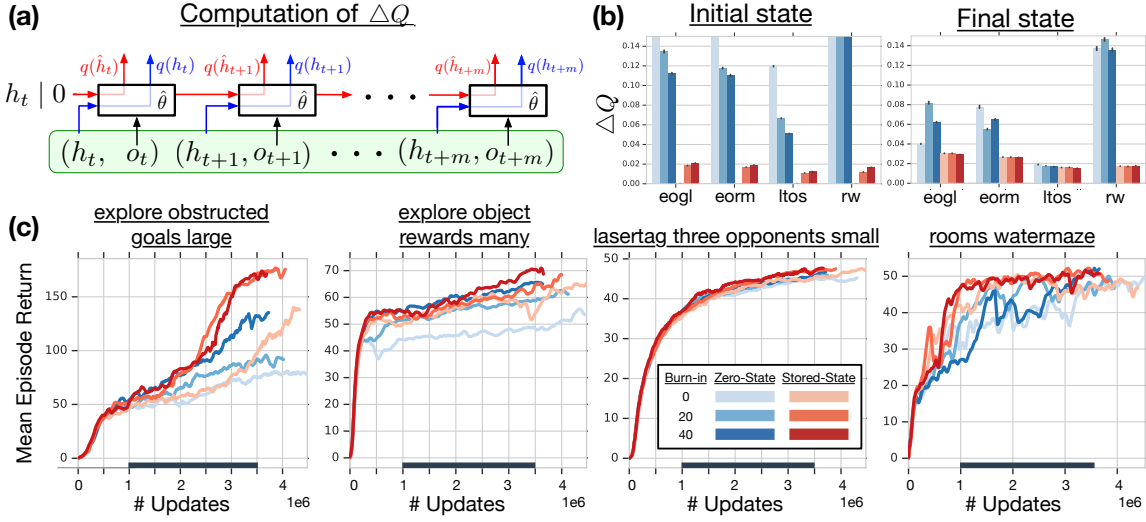 (a) Computation of △Q
q(ĥ_t) q(h_t) q(ĥ_{t+1}) q(h_{t+1}) q(ĥ_{t+m}) q(h_{t+m})
h_t | 0 θ̂ θ̂ • • • θ̂
(h_t, o_t) (h_{t+1}, o_{t+1}) • • • (h_{t+m}, o_{t+m})
(b) Initial state Final state
△Q
0.14 0.14
0.12 0.12
0.10 0.10
0.08 0.08
0.06 0.06
0.04 0.04
0.02 0.02
0.00 0.00
eogl eorm ltos rw eogl eorm ltos rw
(c)
explore obstructed
goals large
explore object
rewards many
lasertag three opponents small
rooms watermaze
Mean Episode Return
150
100
50
0
0 1 2 3 4
# Updates 1e6
70
60
50
40
30
20
10
0
0 1 2 3 4
# Updates 1e6
50
40
30
20
10
0
0 1 2 3 4
# Updates 1e6
Burn-in Zero-State Stored-State
0
20
40
50
40
30
20
10
0
0 1 2 3 4
# Updates 1e6